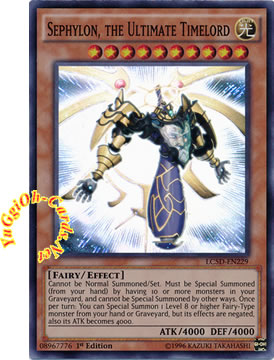 SEPHYLON, THE ULTIMATE TIMELORD
光
YuGgiOh-Cards.Net
LC5D-EN229
[FAIRY/EFFECT]
Cannot be Normal Summoned/Set. Must be Special Summoned
(from your hand) by having 10 or more monsters in your
Graveyard, and cannot be Special Summoned by other ways. Once
per turn: You can Special Summon 1 Level 8 or higher Fairy-Type
monster from your hand or Graveyard, but its effects are negated,
also its ATK becomes 4000.
ATK/4000 DEF/4000
08967776 1st Edition ©1996 KAZUKI TAKAHASHI